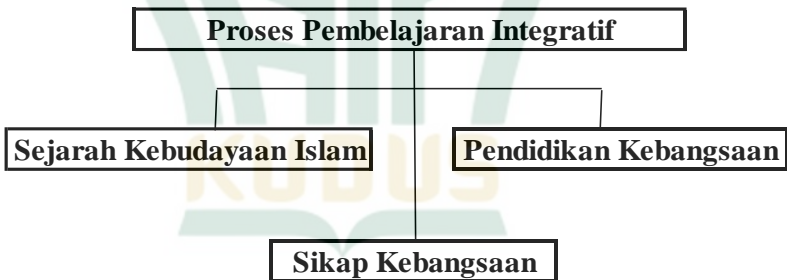 Proses Pembelajaran Integratif
Sejarah Kebudayaan Islam
Pendidikan Kebangsaan
KUDUS
Sikap Kebangsaan